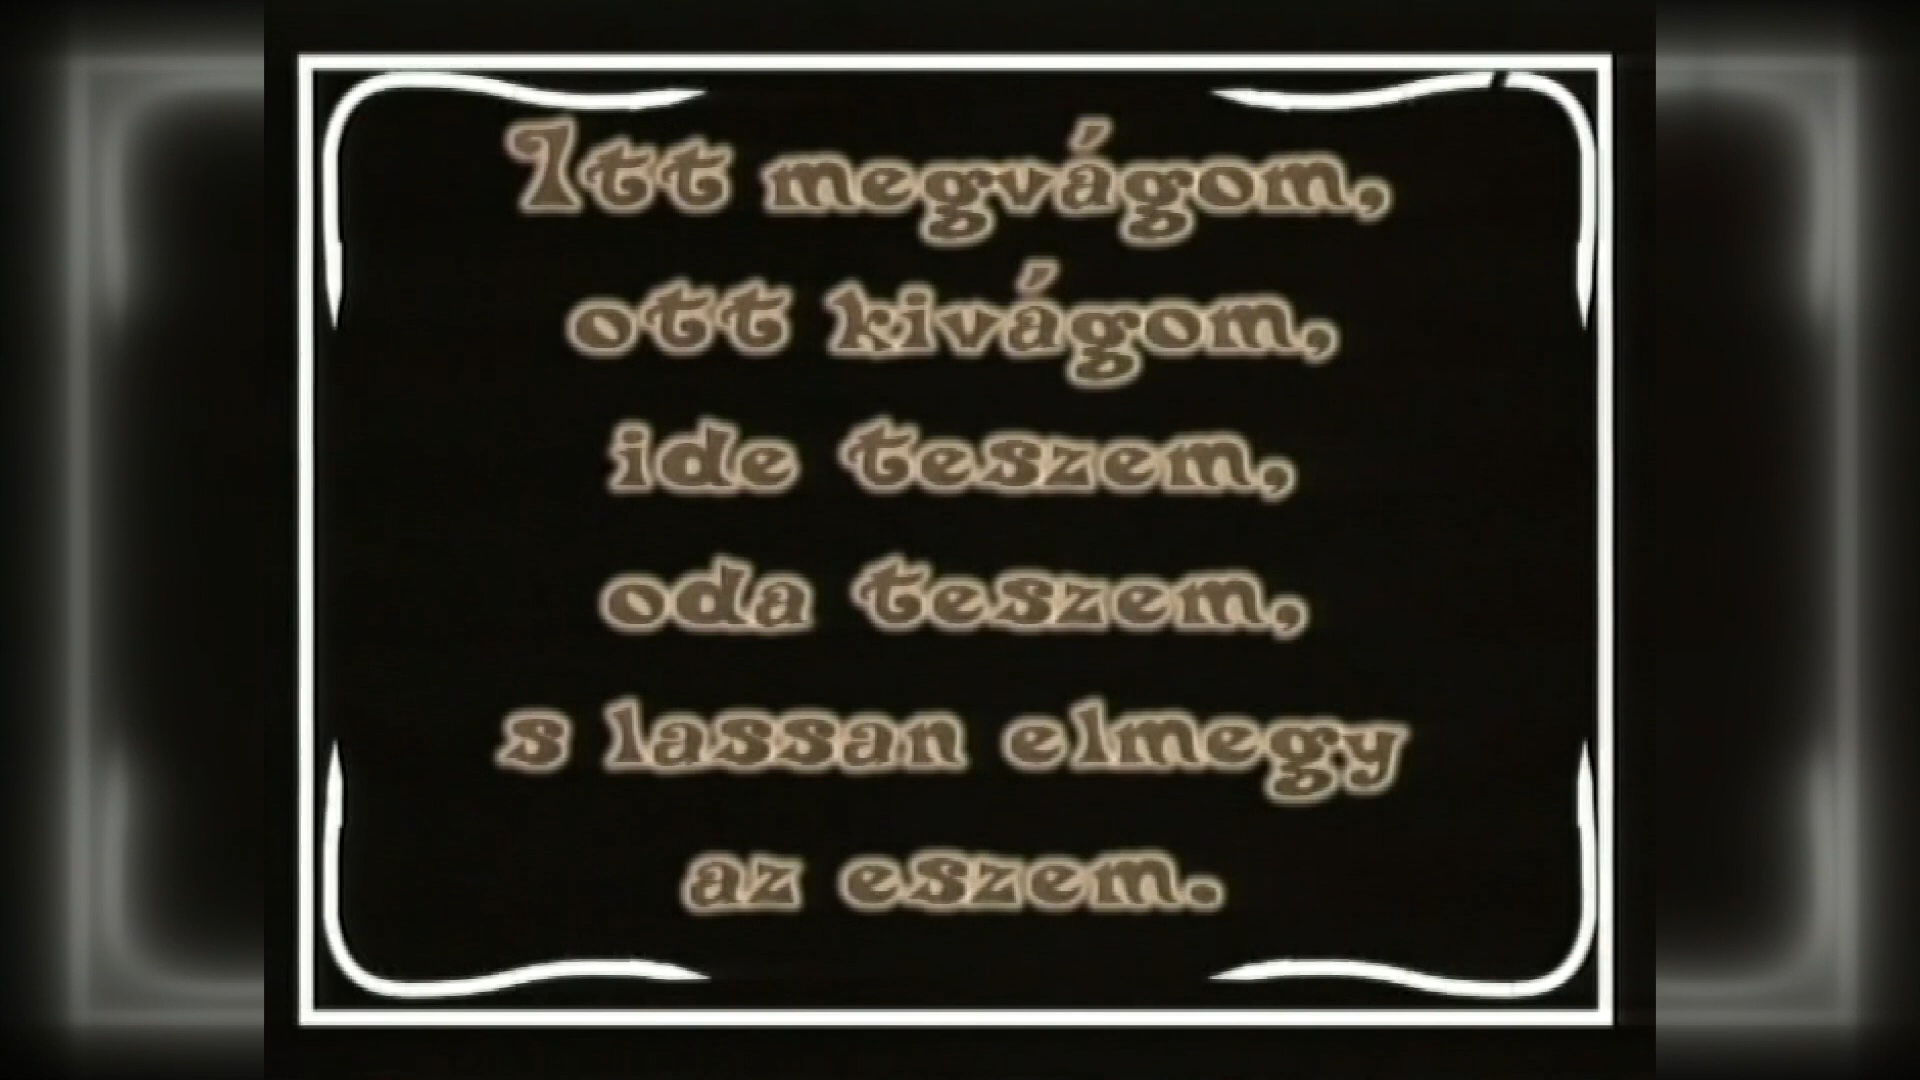 Itt megvágom,
ott kivágom,
ide teszem,
oda teszem,
s lassan elmegy
az eszem.